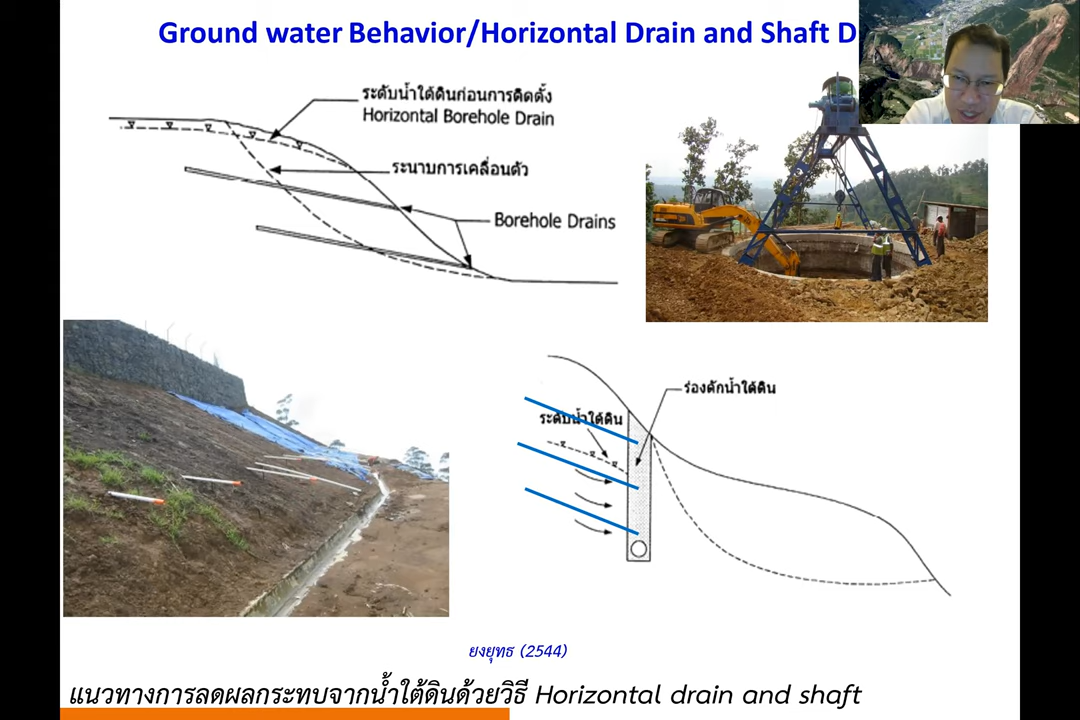 Ground water Behavior/Horizontal Drain and Shaft D
ระดับน้ำใต้ดินก่อนการติดตั้ง
Horizontal Borehole Drain
ระนาบการเคลื่อนตัว
Borehole Drains
ร่องดักน้ำใต้ดิน
ระดับน้ำใต้ดิน
ยงยุทธ (2544)
แนวทางการลดผลกระทบจากน้ำใต้ดินด้วยวิธี Horizontal drain and shaft